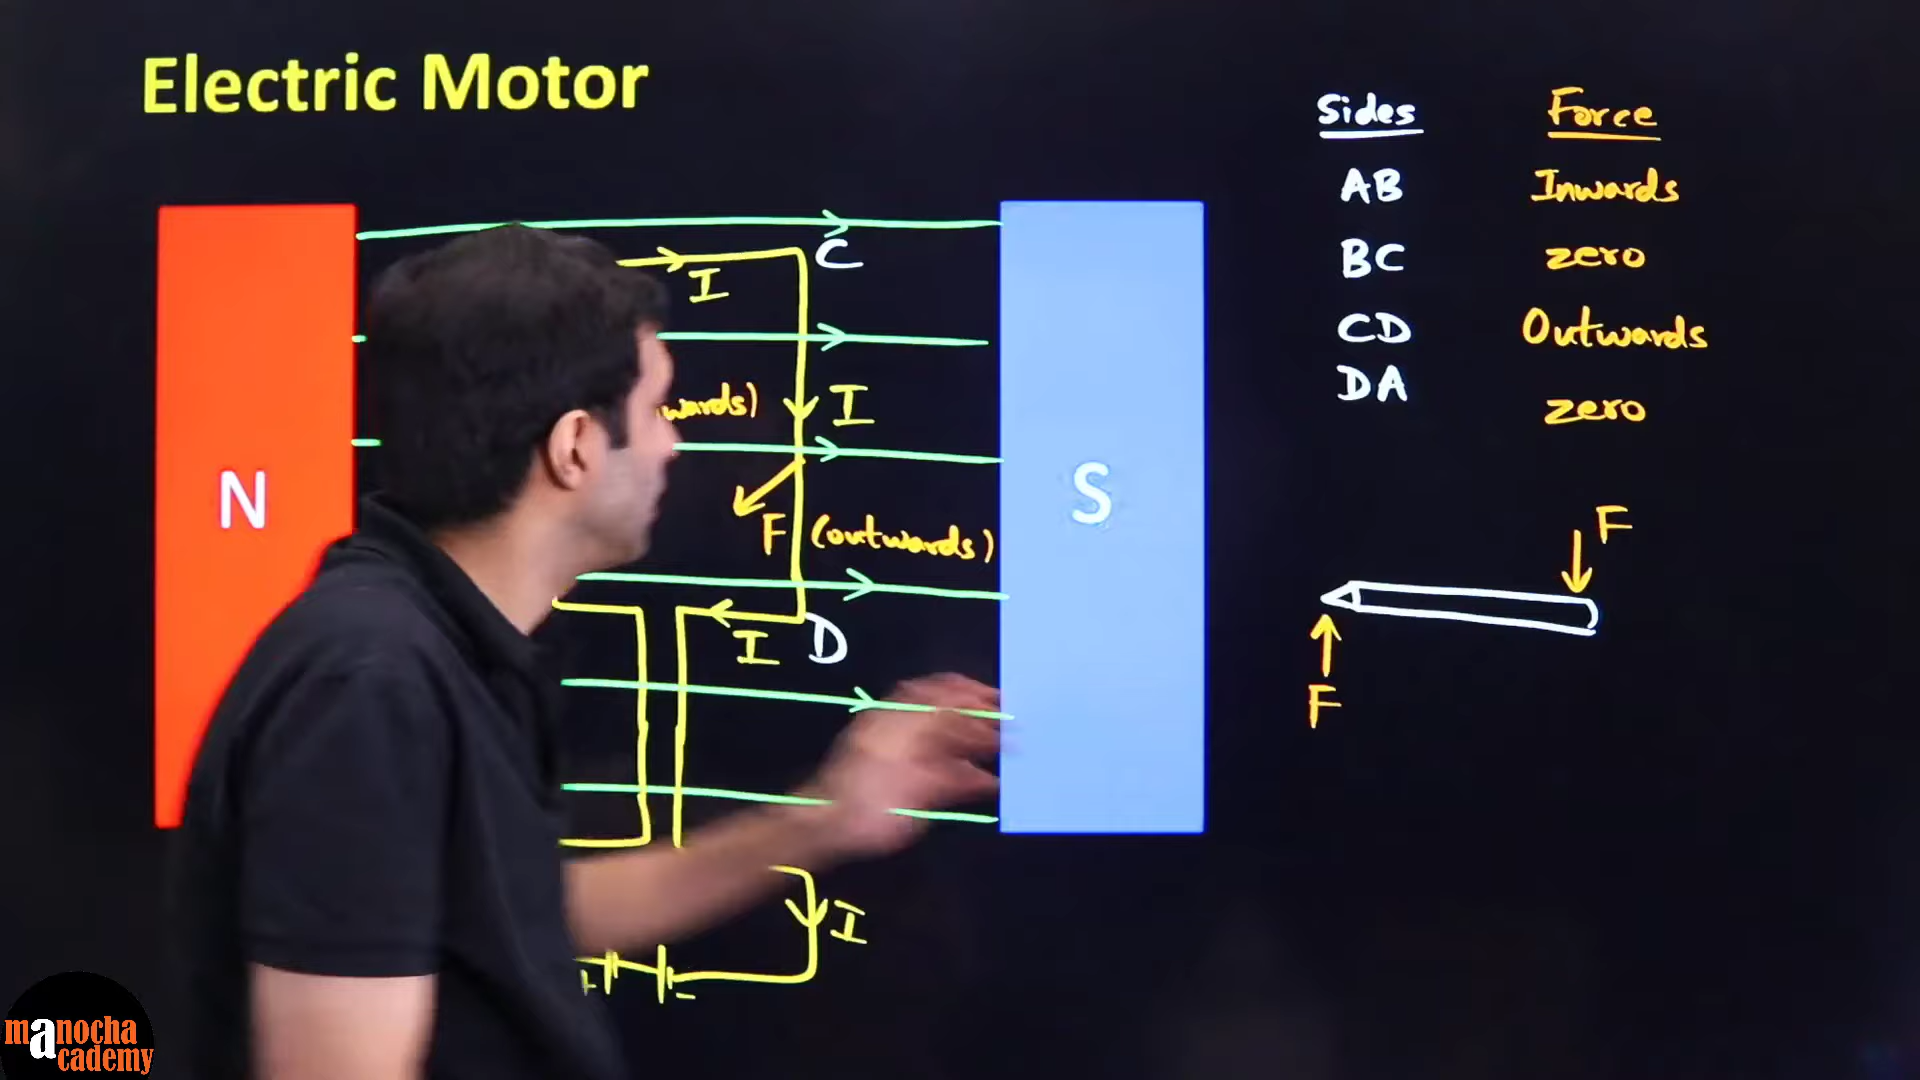 Electric Motor
Sides Force
AB Inwards
BC zero
CD Outwards
DA zero
C
I
I
F (outwards)
I D
N
S
F
F
I
+ -
manocha
academy